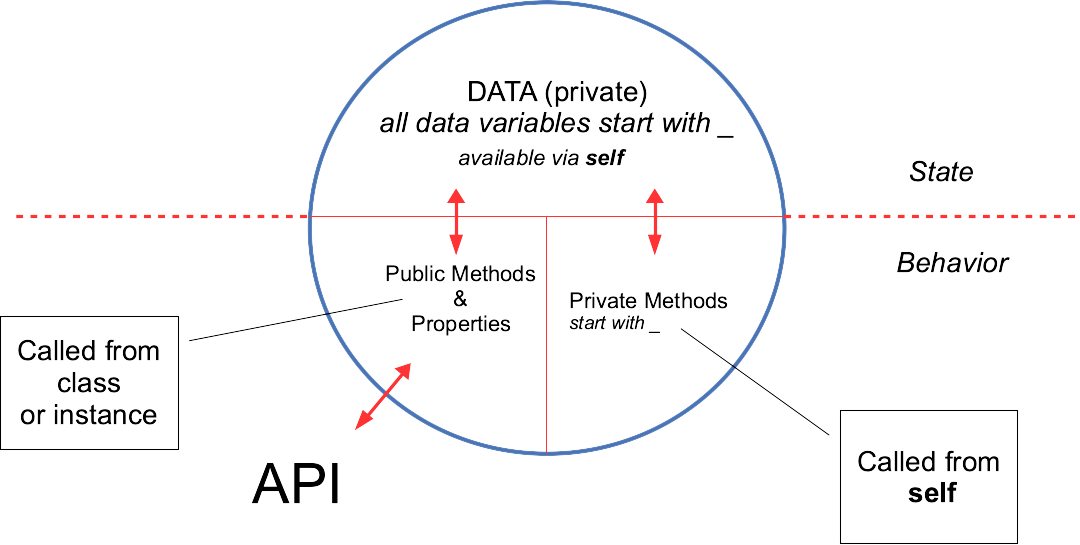 DATA (private)
all data variables start with _
available via self
State
Behavior
Public Methods
&
Properties
Private Methods
start with _
Called from
class
or instance
API
Called from
self